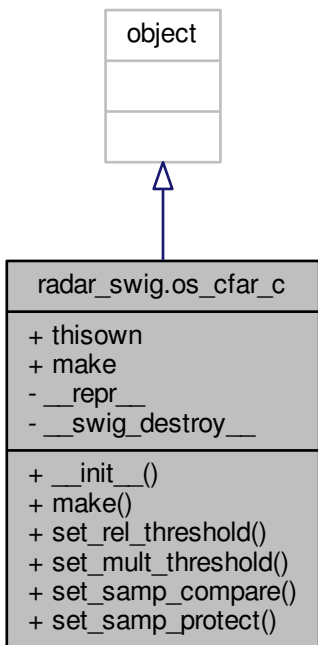 object
radar_swig.os_cfar_c
+ thisown
+ make
- __repr__
- __swig_destroy__
+ __init__()
+ make()
+ set_rel_threshold()
+ set_mult_threshold()
+ set_samp_compare()
+ set_samp_protect()